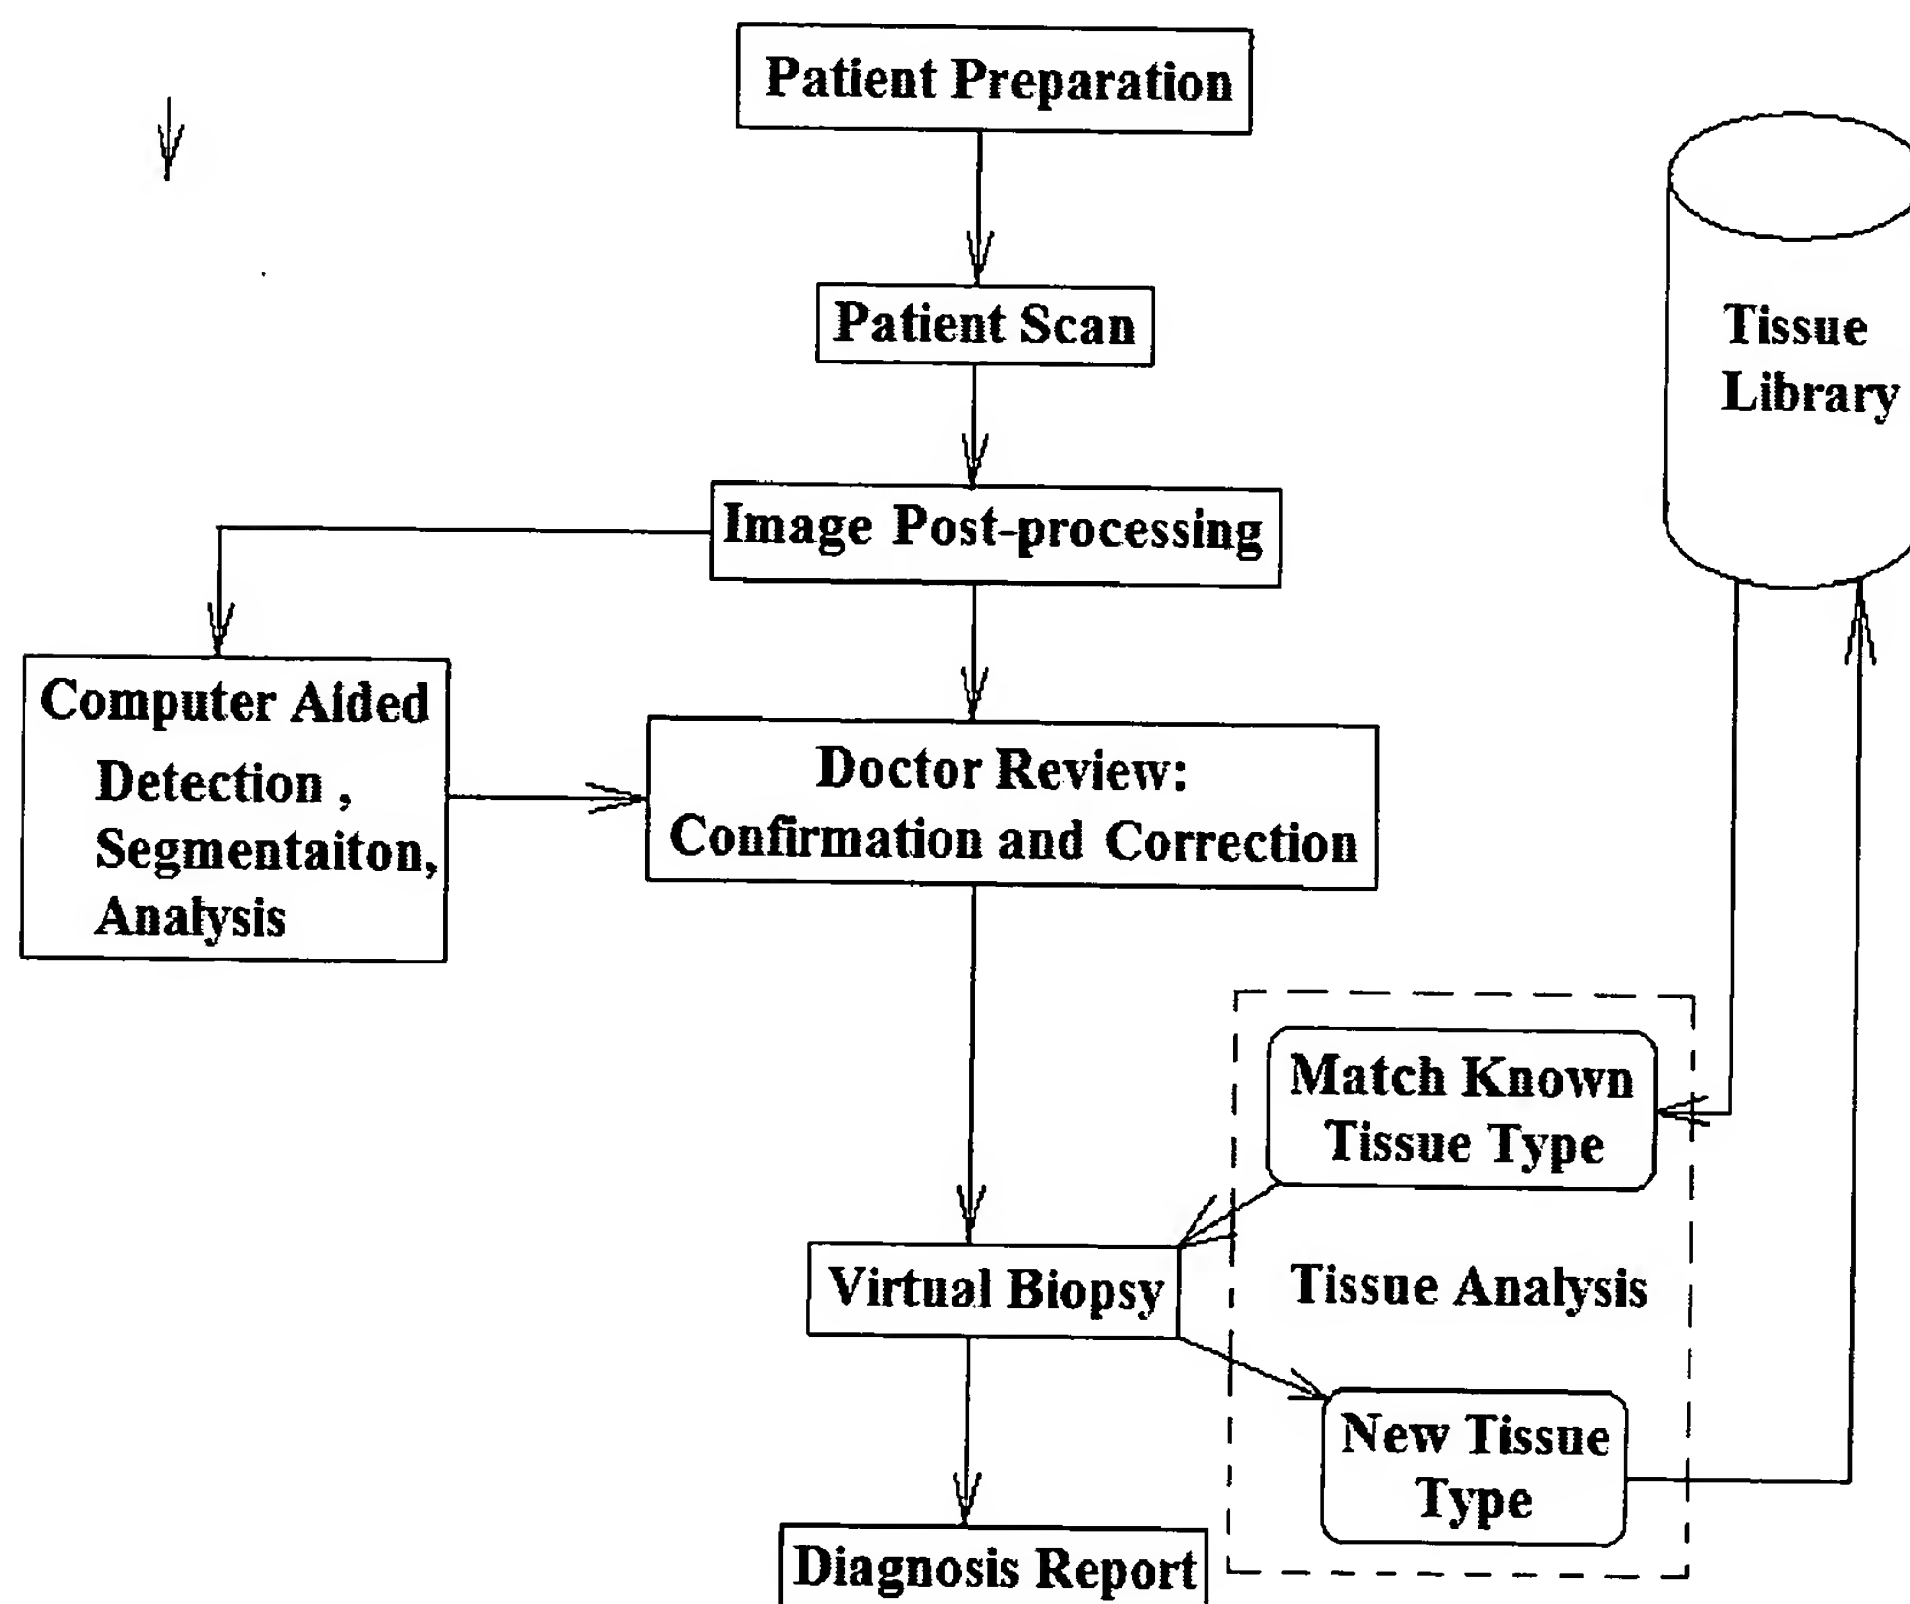 Patient Preparation
Patient Scan
Tissue
Library
Image Post-processing
Computer Aided
Detection ,
Segmentaiton,
Analysis
Doctor Review:
Confirmation and Correction
Match Known
Tissue Type
Virtual Biopsy
Tissue Analysis
New Tissue
Type
Diagnosis Report